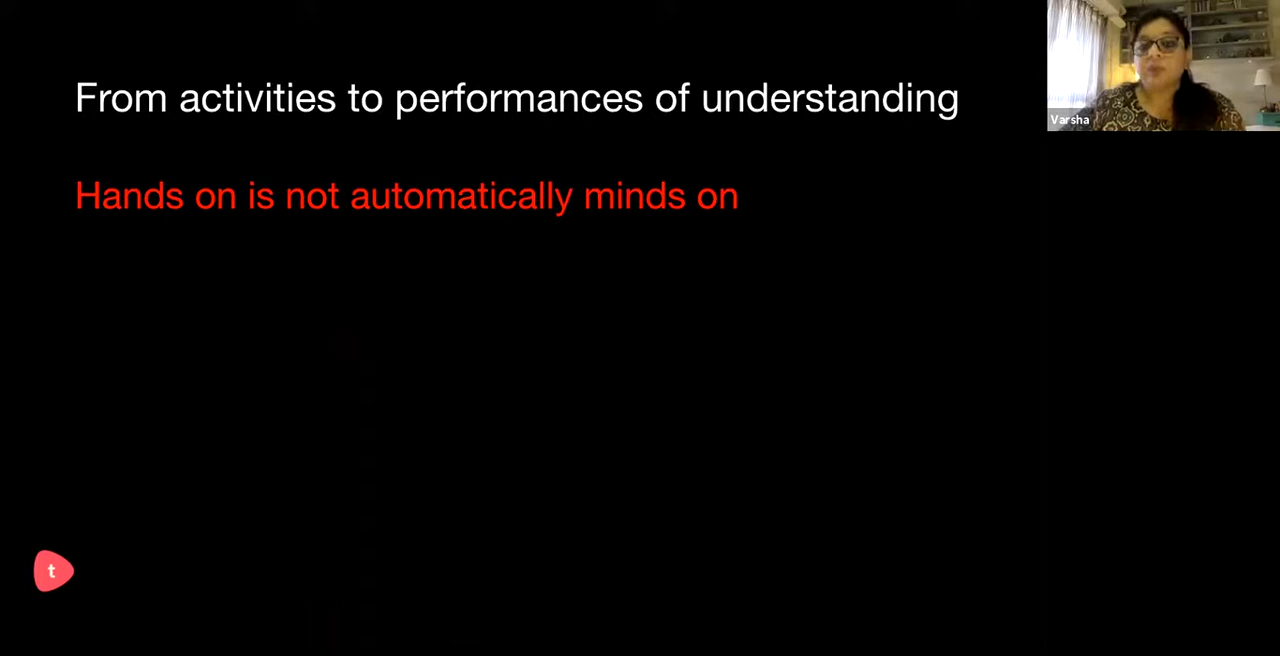 From activities to performances of understanding
Varsha
Hands on is not automatically minds on
t